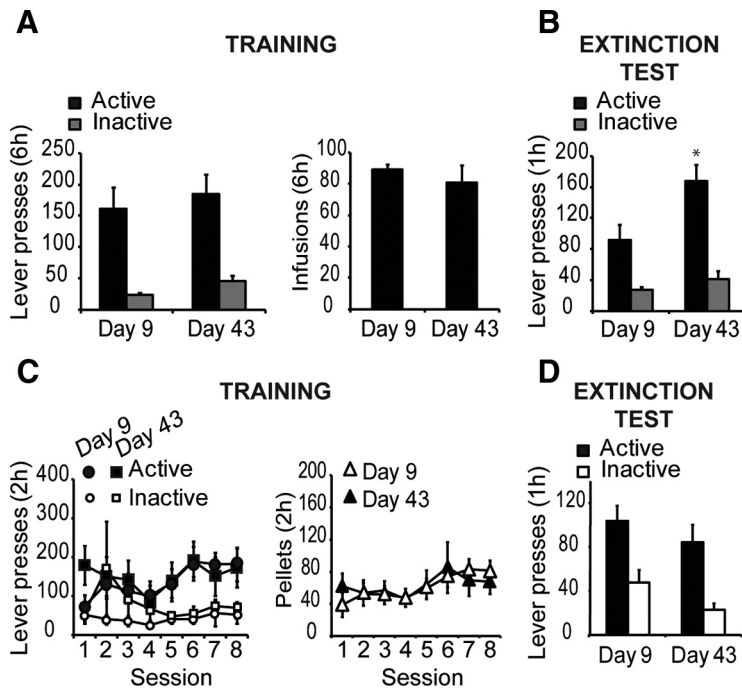 A
TRAINING
Active
Inactive
Lever presses (6h)
250
200
150
100
50
0
Day 9
Day 43
Infusions (6h)
100
80
60
40
20
0
Day 9
Day 43
B
EXTINCTION
TEST
Active
Inactive
Lever presses (1h)
200
160
120
80
40
0
*
Day 9
Day 43
C
TRAINING
Day 9
Day 43
Active
Inactive
Lever presses (2h)
400
300
200
100
0
1 2 3 4 5 6 7 8
Session
Day 9
Day 43
Pellets (2h)
200
160
120
80
40
0
1 2 3 4 5 6 7 8
Session
D
EXTINCTION
TEST
Active
Inactive
Lever presses (1h)
120
80
40
0
Day 9
Day 43